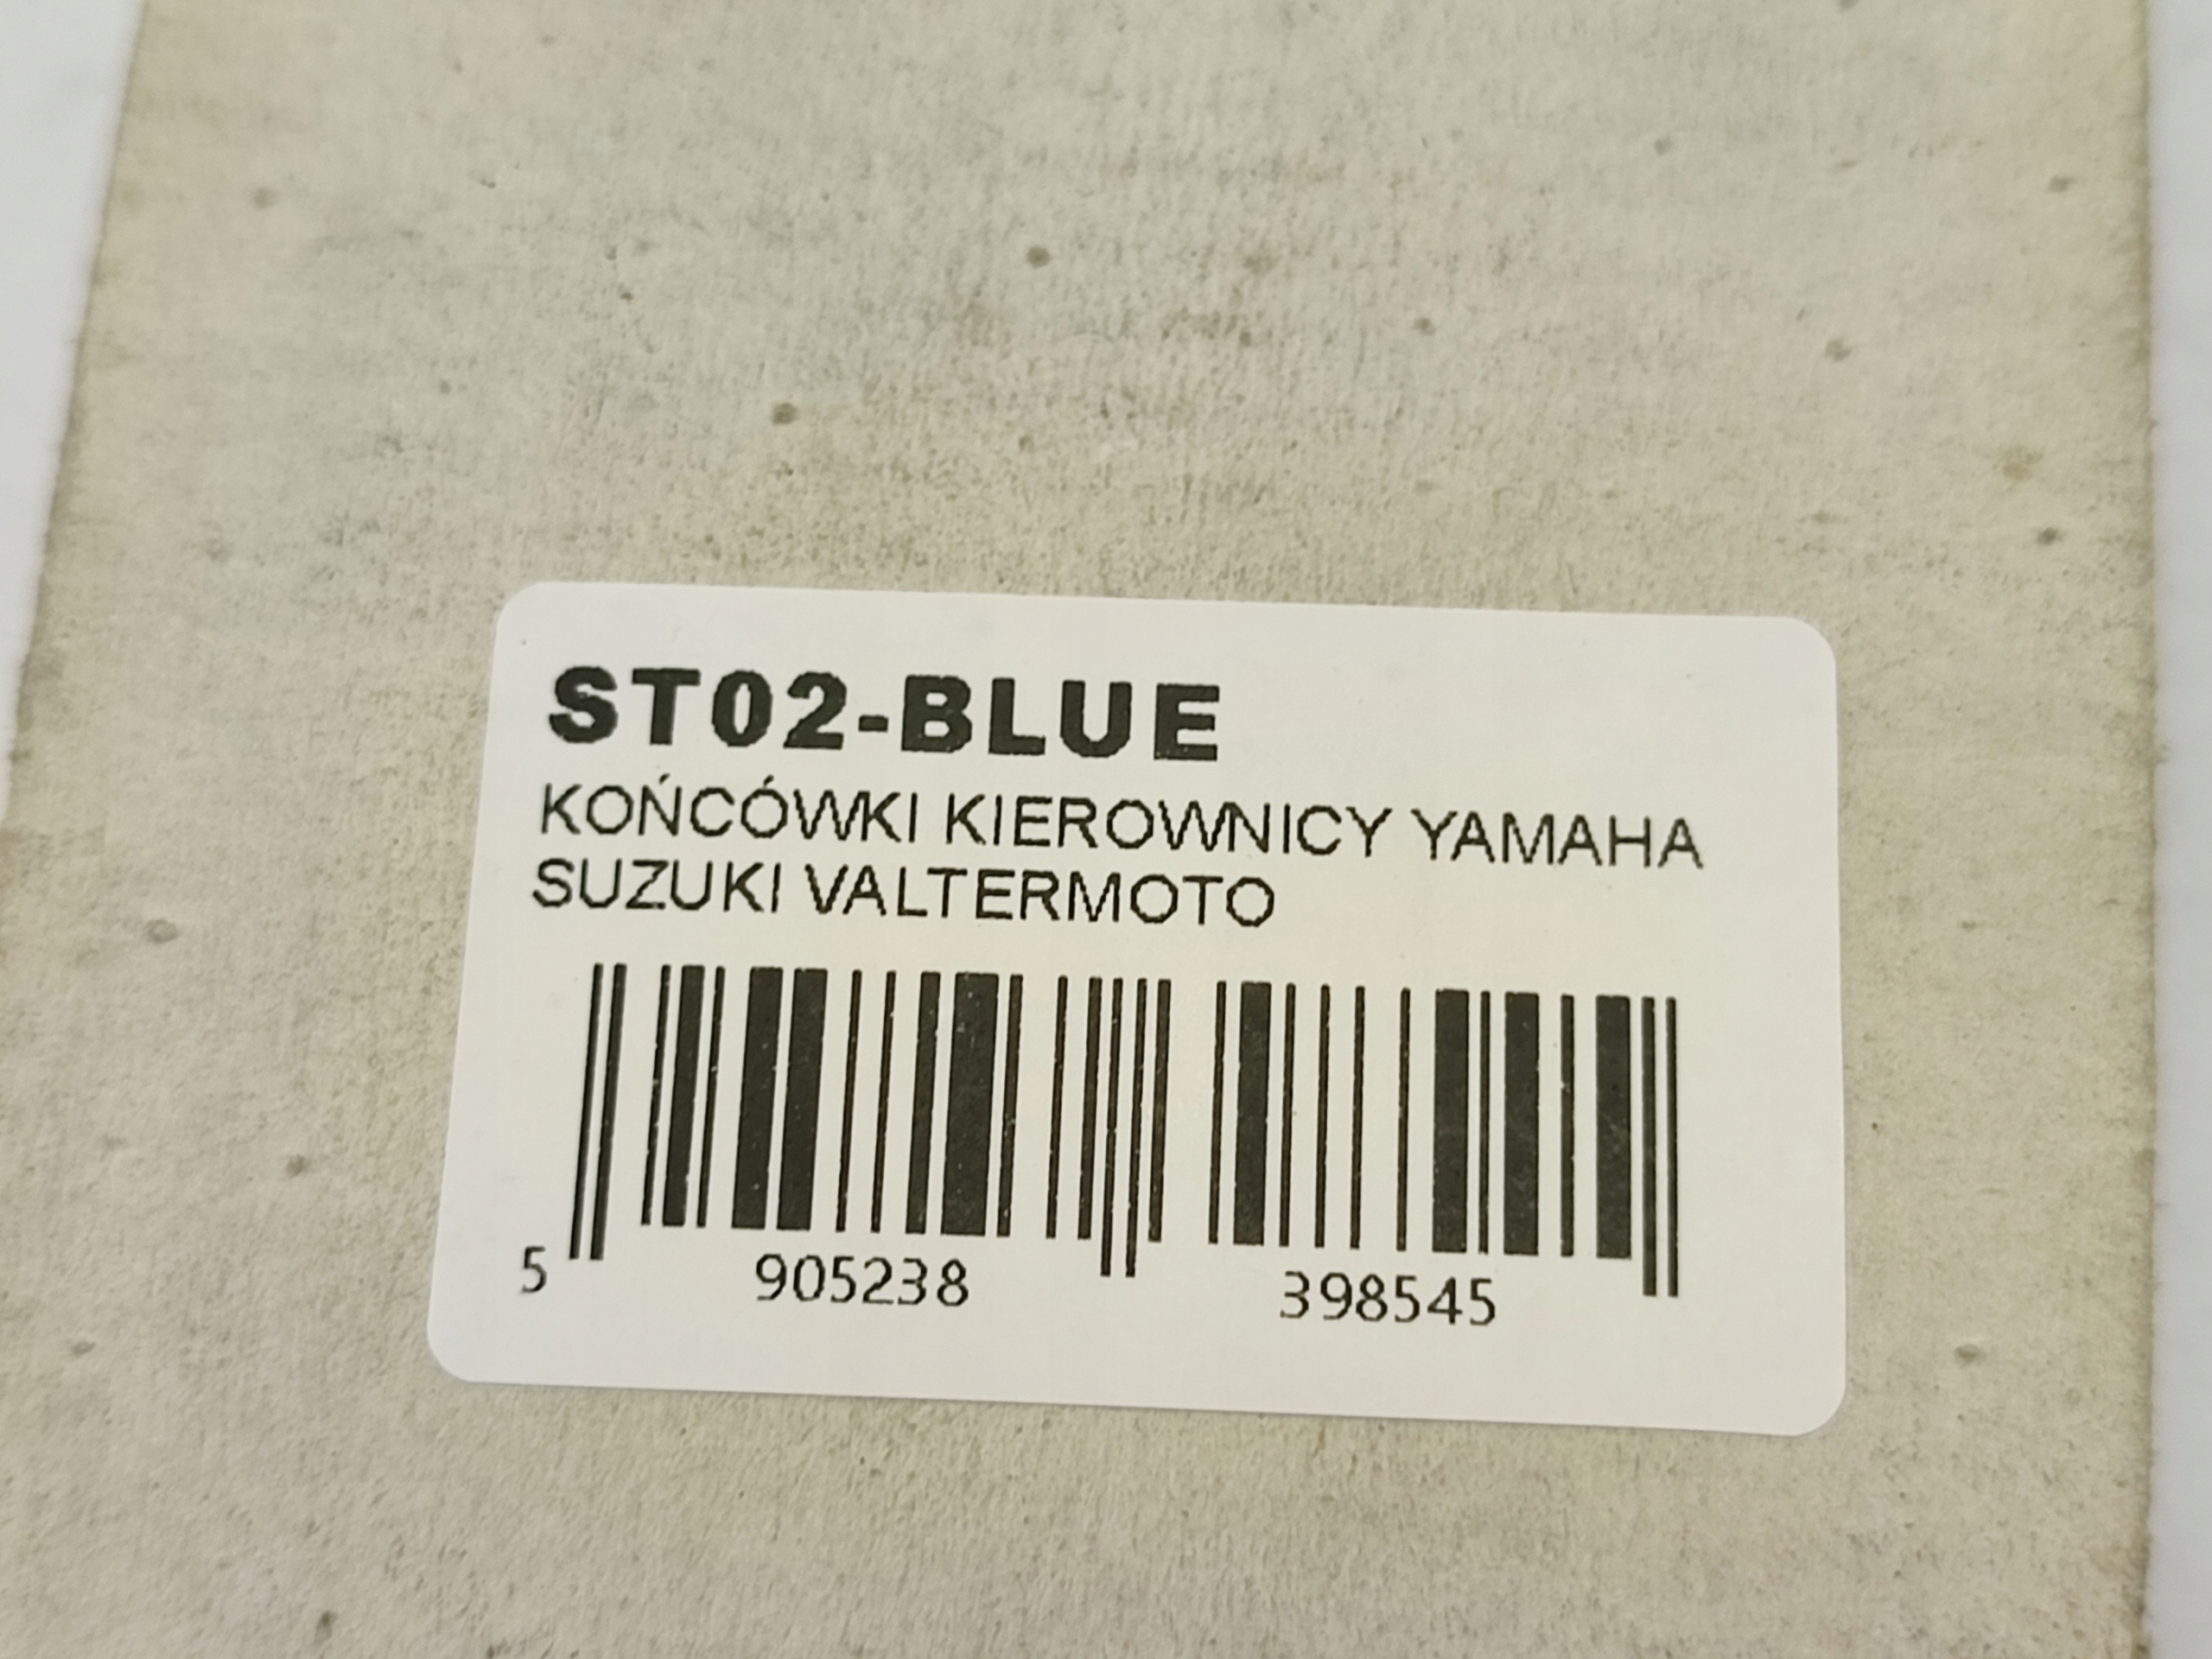 ST02-BLUE
KOŃCÓWKI KIEROWNICY YAMAHA
SUZUKI VALTERMOTO
5 905238 398545